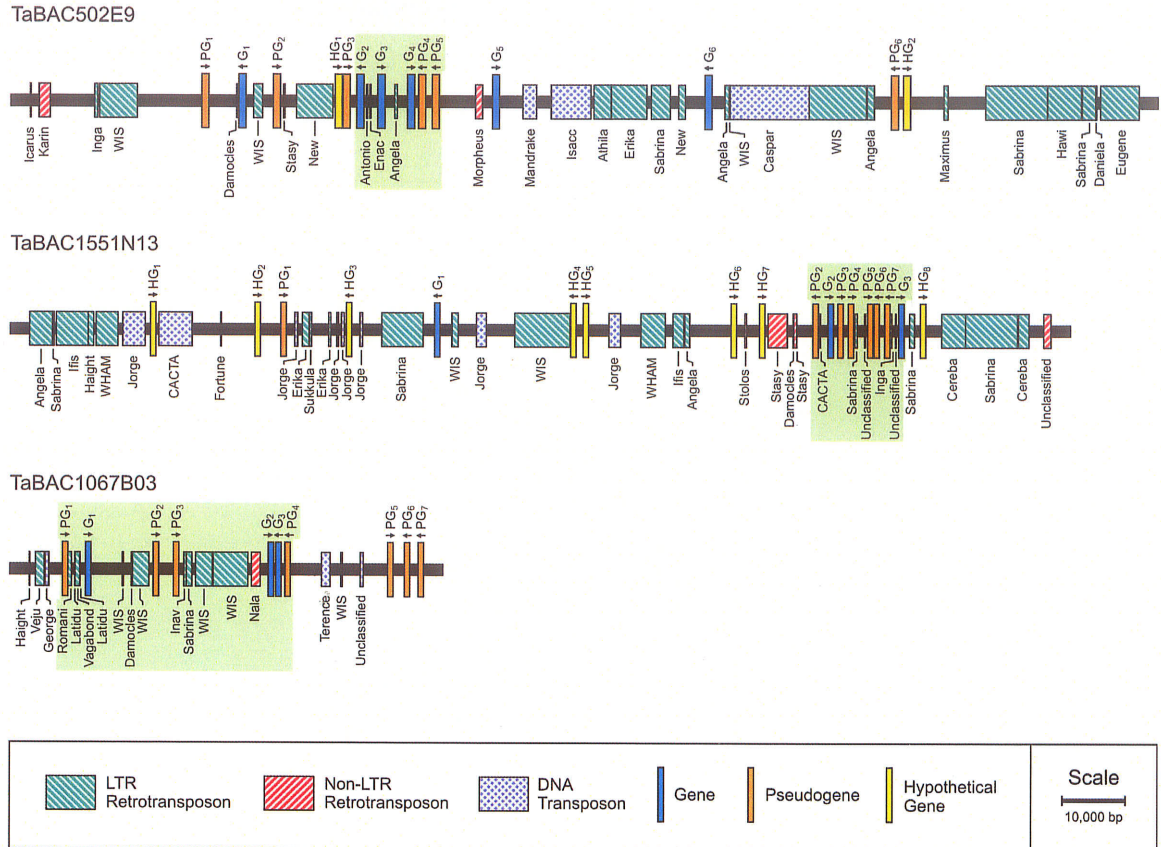 TaBAC502E9
PG1 G1 PG2 HG1 PG3 G2 G3 G4 PG4 PG5 G5 G6 PG6 HG2
Icarus Karin Inga WIS Damocles WIS Stasy New Antonio Enac Angela Morpheus Mandrake Isacc Athila Erika Sabrina New Angela WIS Caspar WIS Angela Maximus Sabrina Hawi Sabrina Daniela Eugene
TaBAC1551N13
HG1 HG2 PG1 HG3 G1 HG4 HG5 HG6 HG7 PG2 G2 PG3 PG4 PG5 PG6 PG7 G3 HG8
Angela Sabrina Ifis Haight WHAM Jorge CACTA Fortune Jorge Erika Sukkula Erika Jorge Jorge Jorge Sabrina WIS Jorge WIS Jorge WHAM Ifis Angela Stolos Stasy Damocles Stasy CACTA Sabrina Unclassified Inga Unclassified Sabrina Cereba Sabrina Cereba Unclassified
TaBAC1067B03
PG1 G1 PG2 PG3 G2 G3 PG4 PG5 PG6 PG7
Haight Veju George Romani Latidu Vagabond Latidu WIS Damocles WIS Inav Sabrina WIS WIS Nala Terence WIS Unclassified
LTR
Retrotransposon
Non-LTR
Retrotransposon
DNA
Transposon
Gene
Pseudogene
Hypothetical
Gene
Scale
10,000 bp